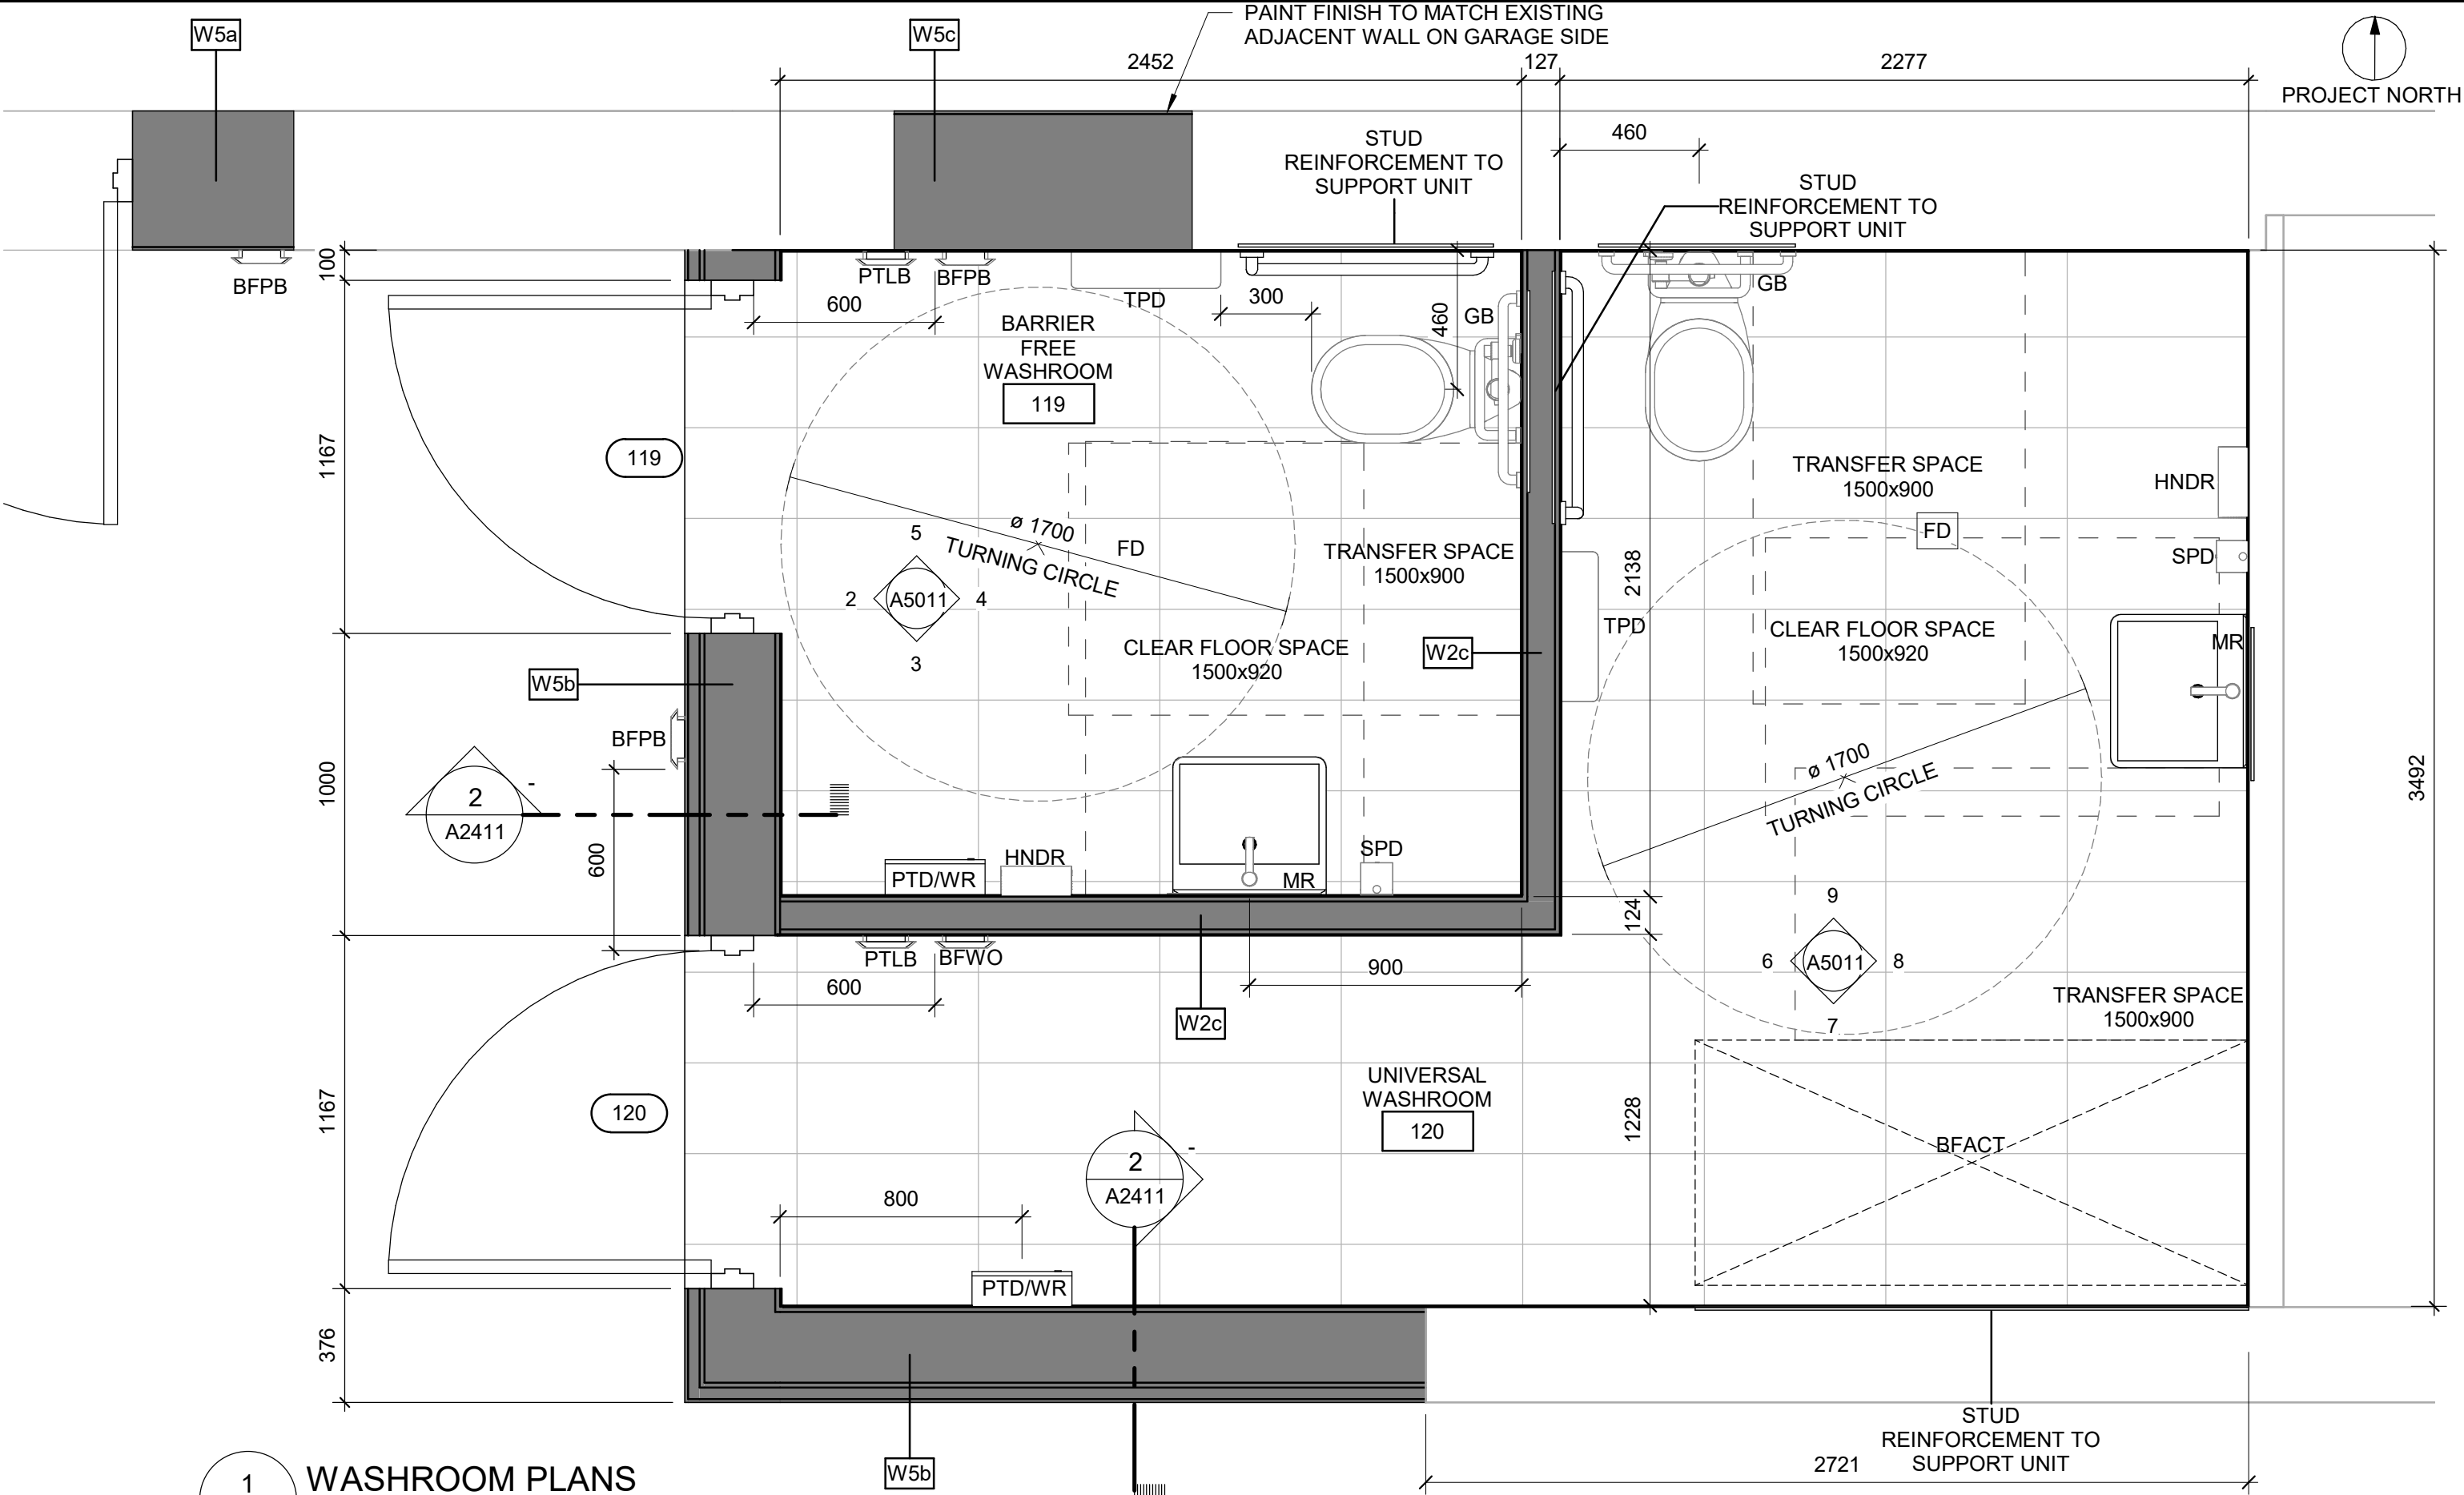 PAINT FINISH TO MATCH EXISTING
ADJACENT WALL ON GARAGE SIDE
W5a
W5c
2452
127
2277
PROJECT NORTH
460
STUD
REINFORCEMENT TO
SUPPORT UNIT
STUD
REINFORCEMENT TO
SUPPORT UNIT
100
BFPB
PTLB
BFPB
TPD
GB
600
300
460
GB
BARRIER
FREE
WASHROOM
119
1167
119
TRANSFER SPACE
1500x900
HNDR
FD
SPD
5
ø 1700
TURNING CIRCLE
FD
TRANSFER SPACE
1500x900
2138
2
A5011
4
3
TPD
CLEAR FLOOR SPACE
1500x920
MR
CLEAR FLOOR SPACE
1500x920
W2c
W5b
BFPB
1000
2
-
A2411
600
ø 1700
TURNING CIRCLE
3492
PTD/WR
HNDR
MR
SPD
124
9
PTLB
BFWO
600
900
6
A5011
8
7
W2c
TRANSFER SPACE
1500x900
1167
120
UNIVERSAL
WASHROOM
120
1228
BFACT
2
-
A2411
800
PTD/WR
376
STUD
REINFORCEMENT TO
SUPPORT UNIT
2721
W5b
1
WASHROOM PLANS